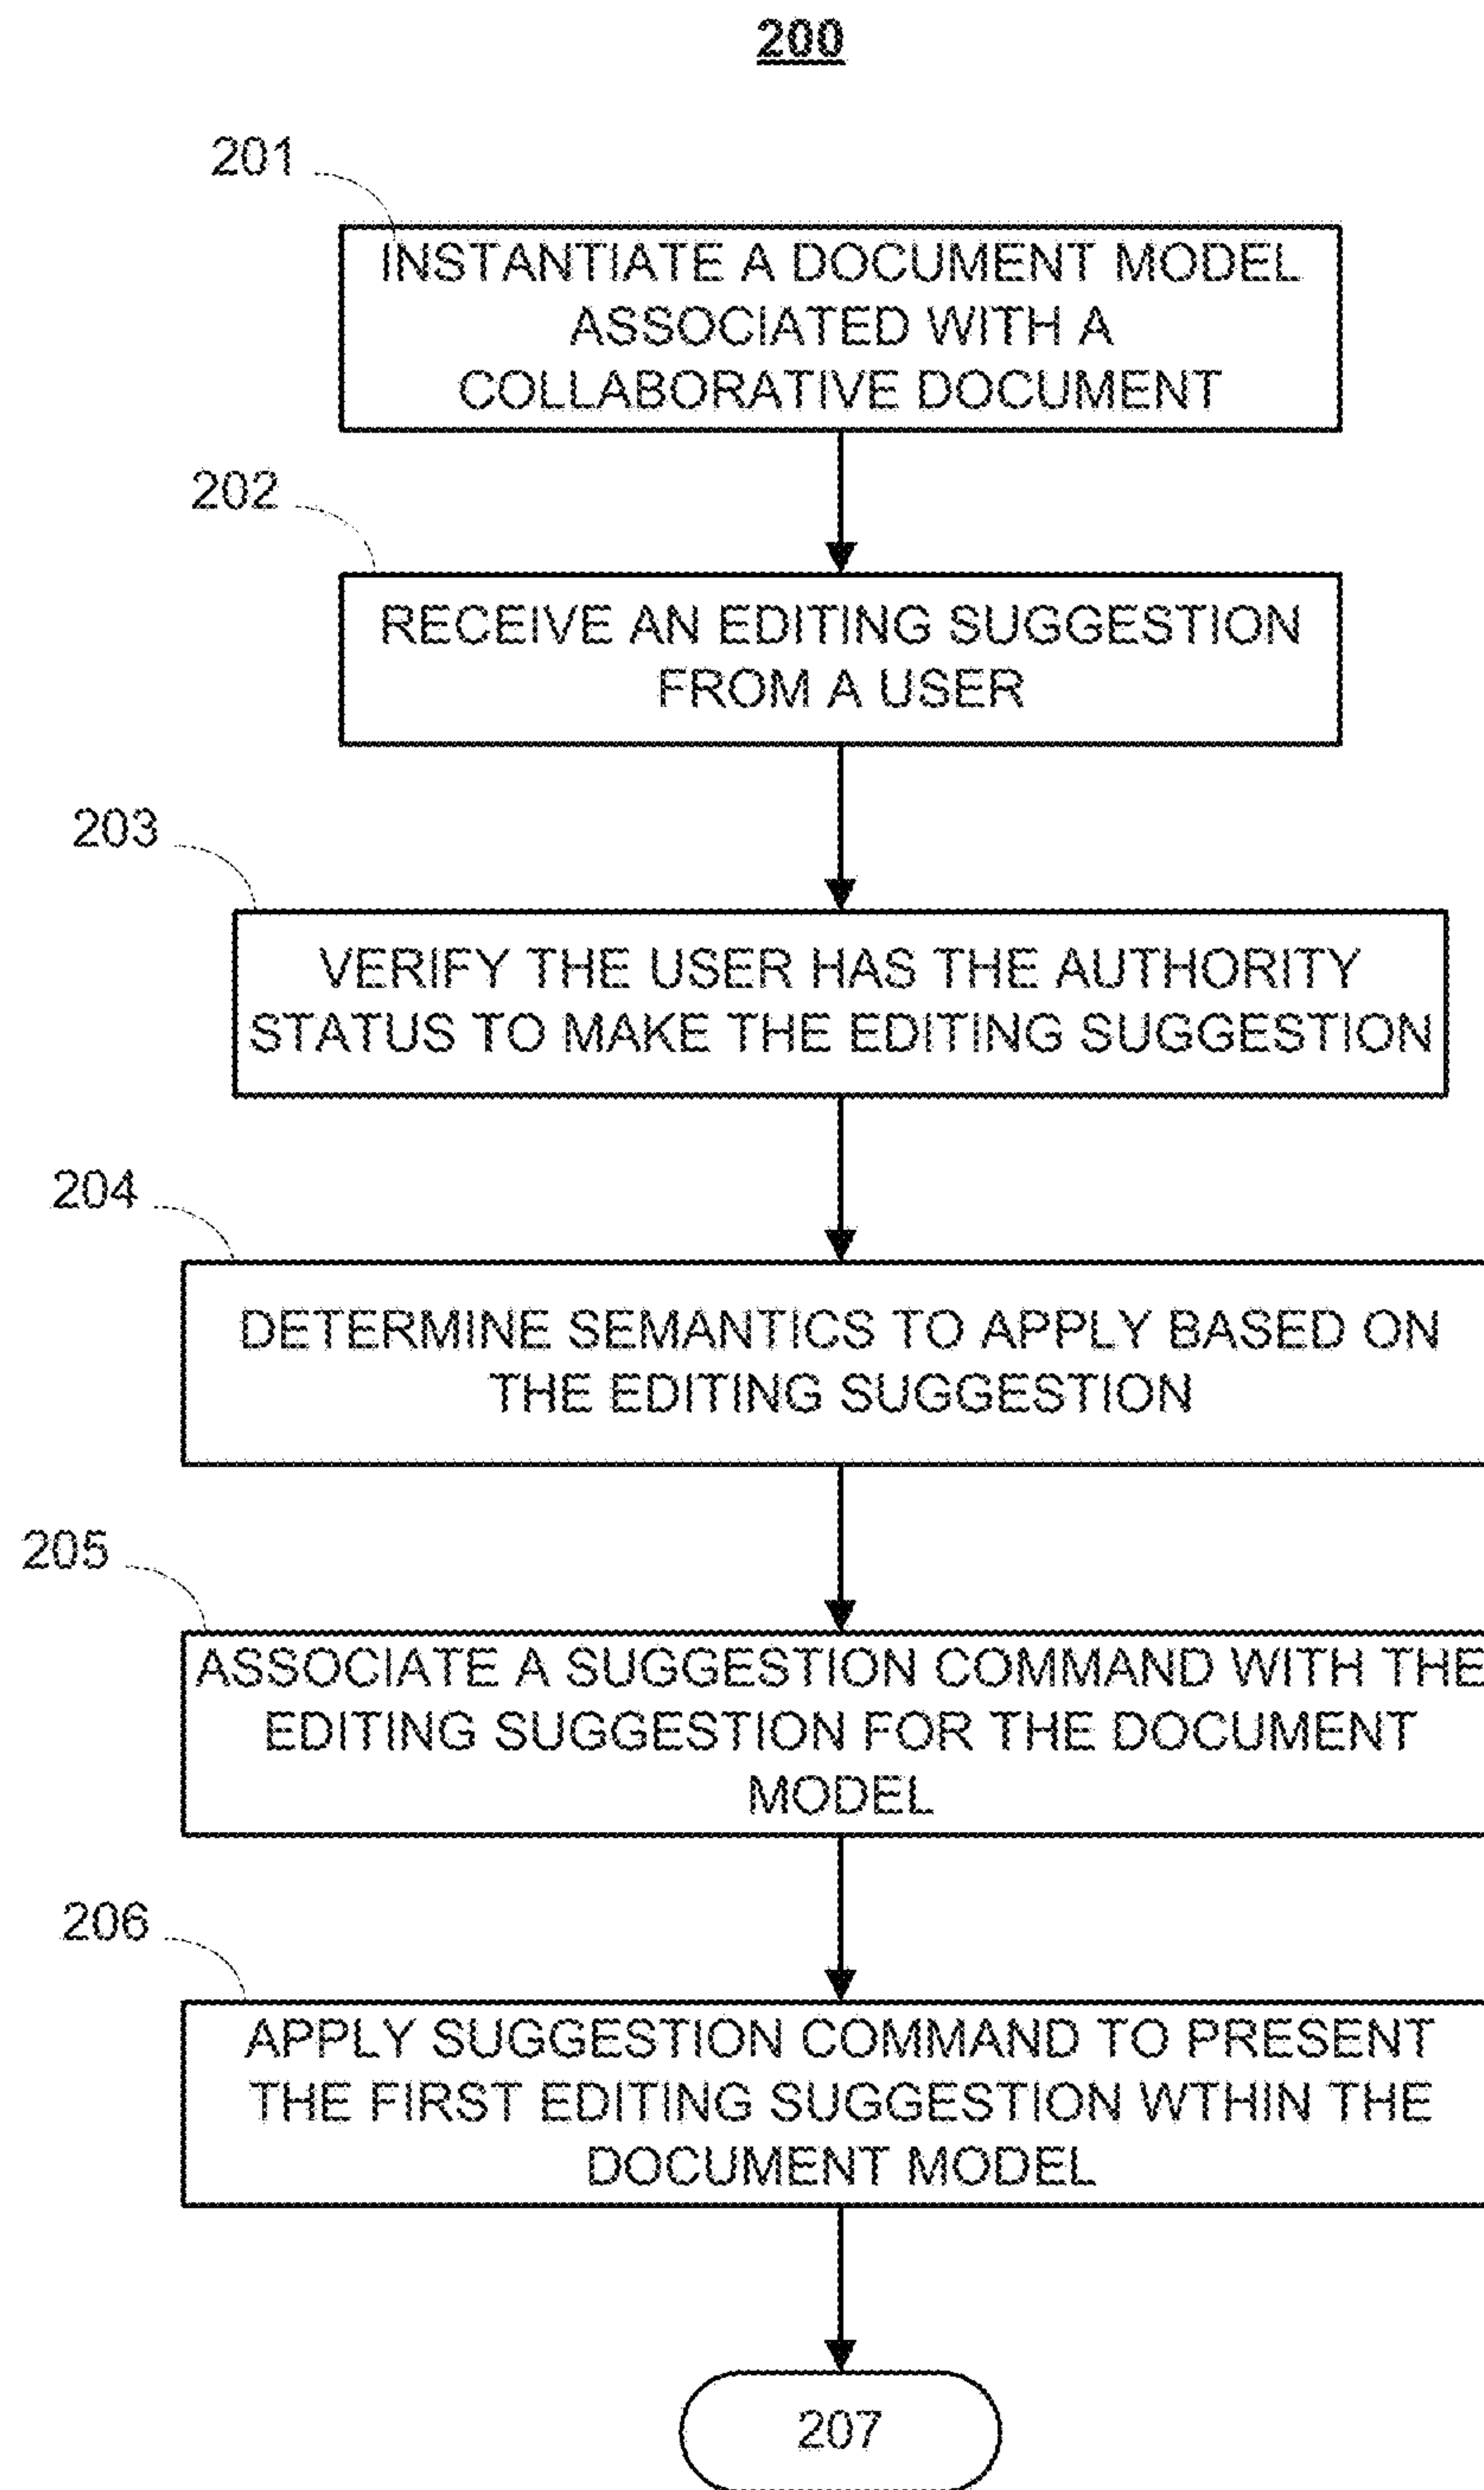 200
201
INSTANTIATE A DOCUMENT MODEL
ASSOCIATED WITH A
COLLABORATIVE DOCUMENT
202
RECEIVE AN EDITING SUGGESTION
FROM A USER
203
VERIFY THE USER HAS THE AUTHORITY
STATUS TO MAKE THE EDITING SUGGESTION
204
DETERMINE SEMANTICS TO APPLY BASED ON
THE EDITING SUGGESTION
205
ASSOCIATE A SUGGESTION COMMAND WITH THE
EDITING SUGGESTION FOR THE DOCUMENT
MODEL
206
APPLY SUGGESTION COMMAND TO PRESENT
THE FIRST EDITING SUGGESTION WTHIN THE
DOCUMENT MODEL
207